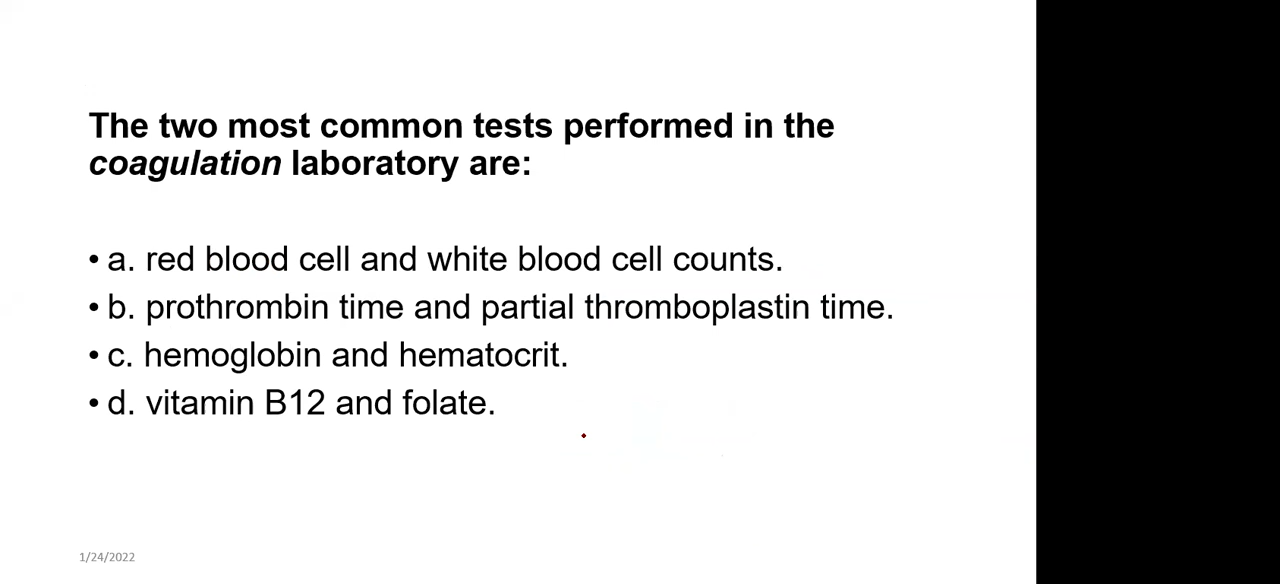 The two most common tests performed in the
coagulation laboratory are:
• a. red blood cell and white blood cell counts.
• b. prothrombin time and partial thromboplastin time.
• c. hemoglobin and hematocrit.
• d. vitamin B12 and folate.
1/24/2022